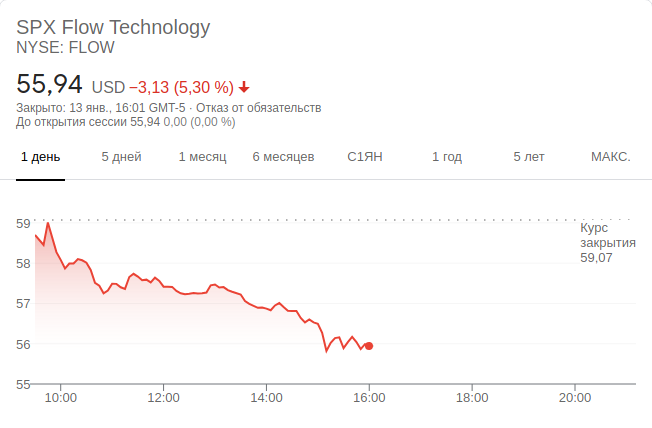 SPX Flow Technology
NYSE: FLOW
55,94 USD −3,13 (5,30 %)
Закрыто: 13 янв., 16:01 GMT-5 · Отказ от обязательств
До открытия сессии 55,94 0,00 (0,00 %)
1 день 5 дней 1 месяц 6 месяцев С1ЯН 1 год 5 лет МАКС.
59
Курс
закрытия
59,07
58
57
56
55
10:00 12:00 14:00 16:00 18:00 20:00